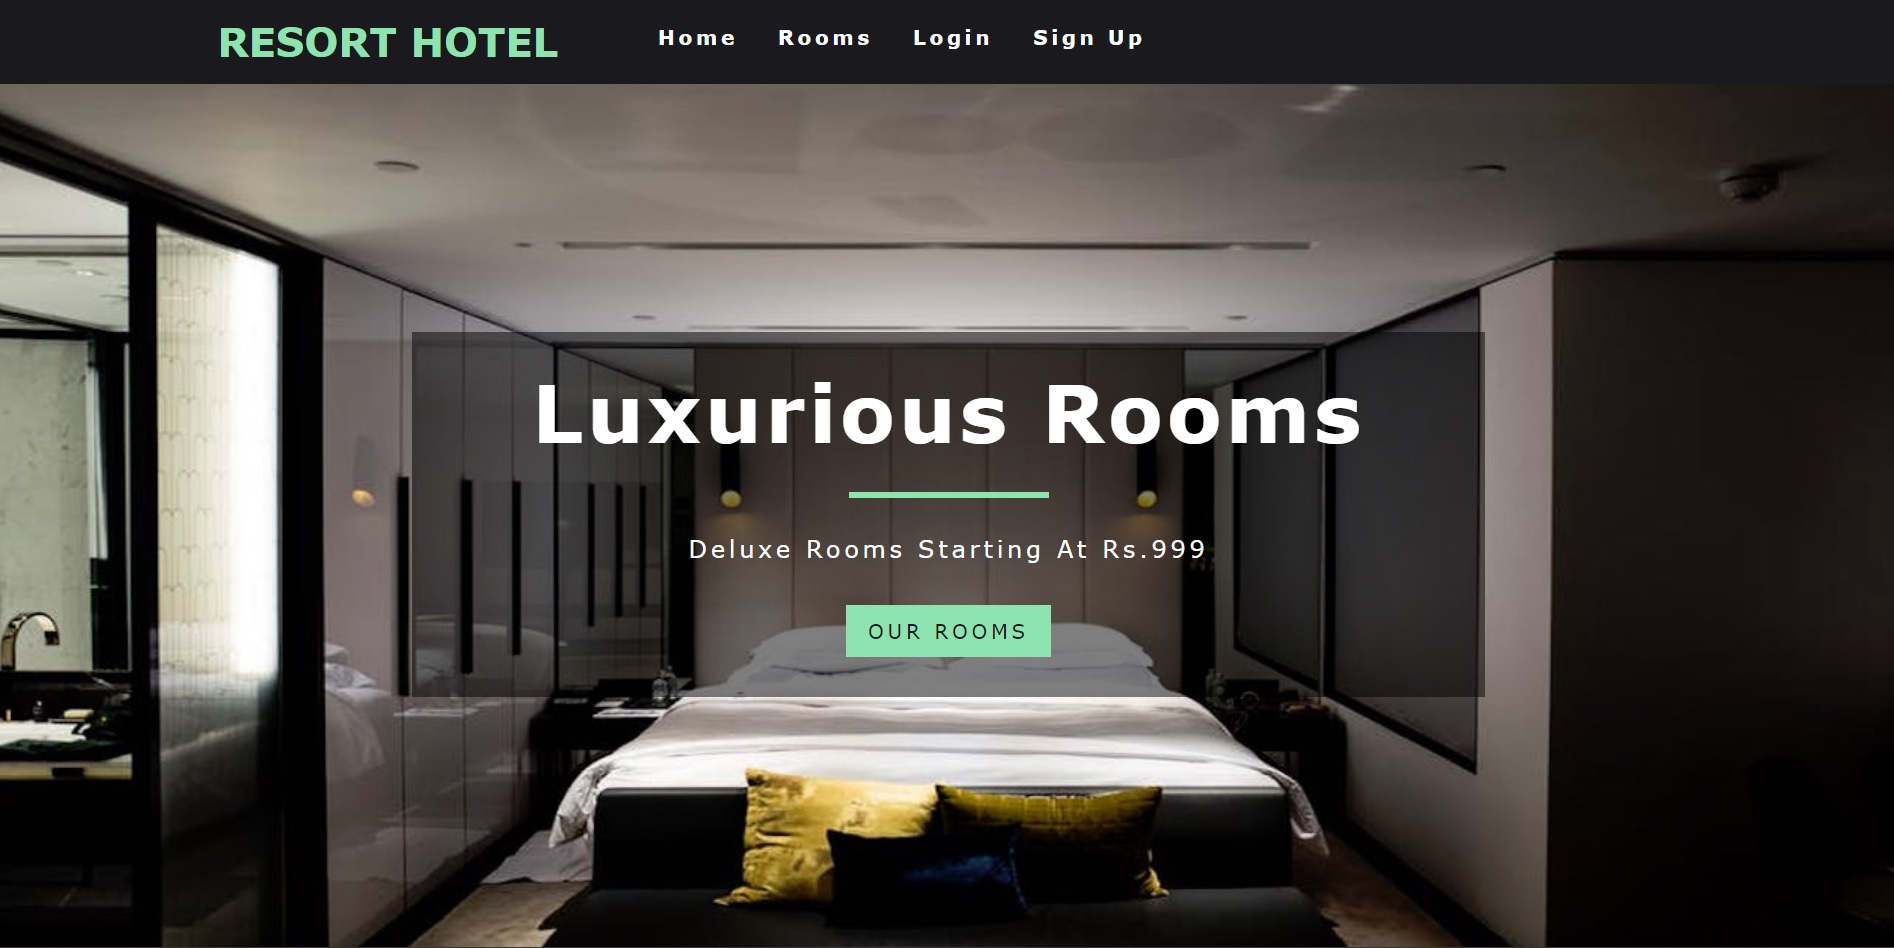 RESORT HOTEL
Home Rooms Login Sign Up
Luxurious Rooms
Deluxe Rooms Starting At Rs.999
OUR ROOMS